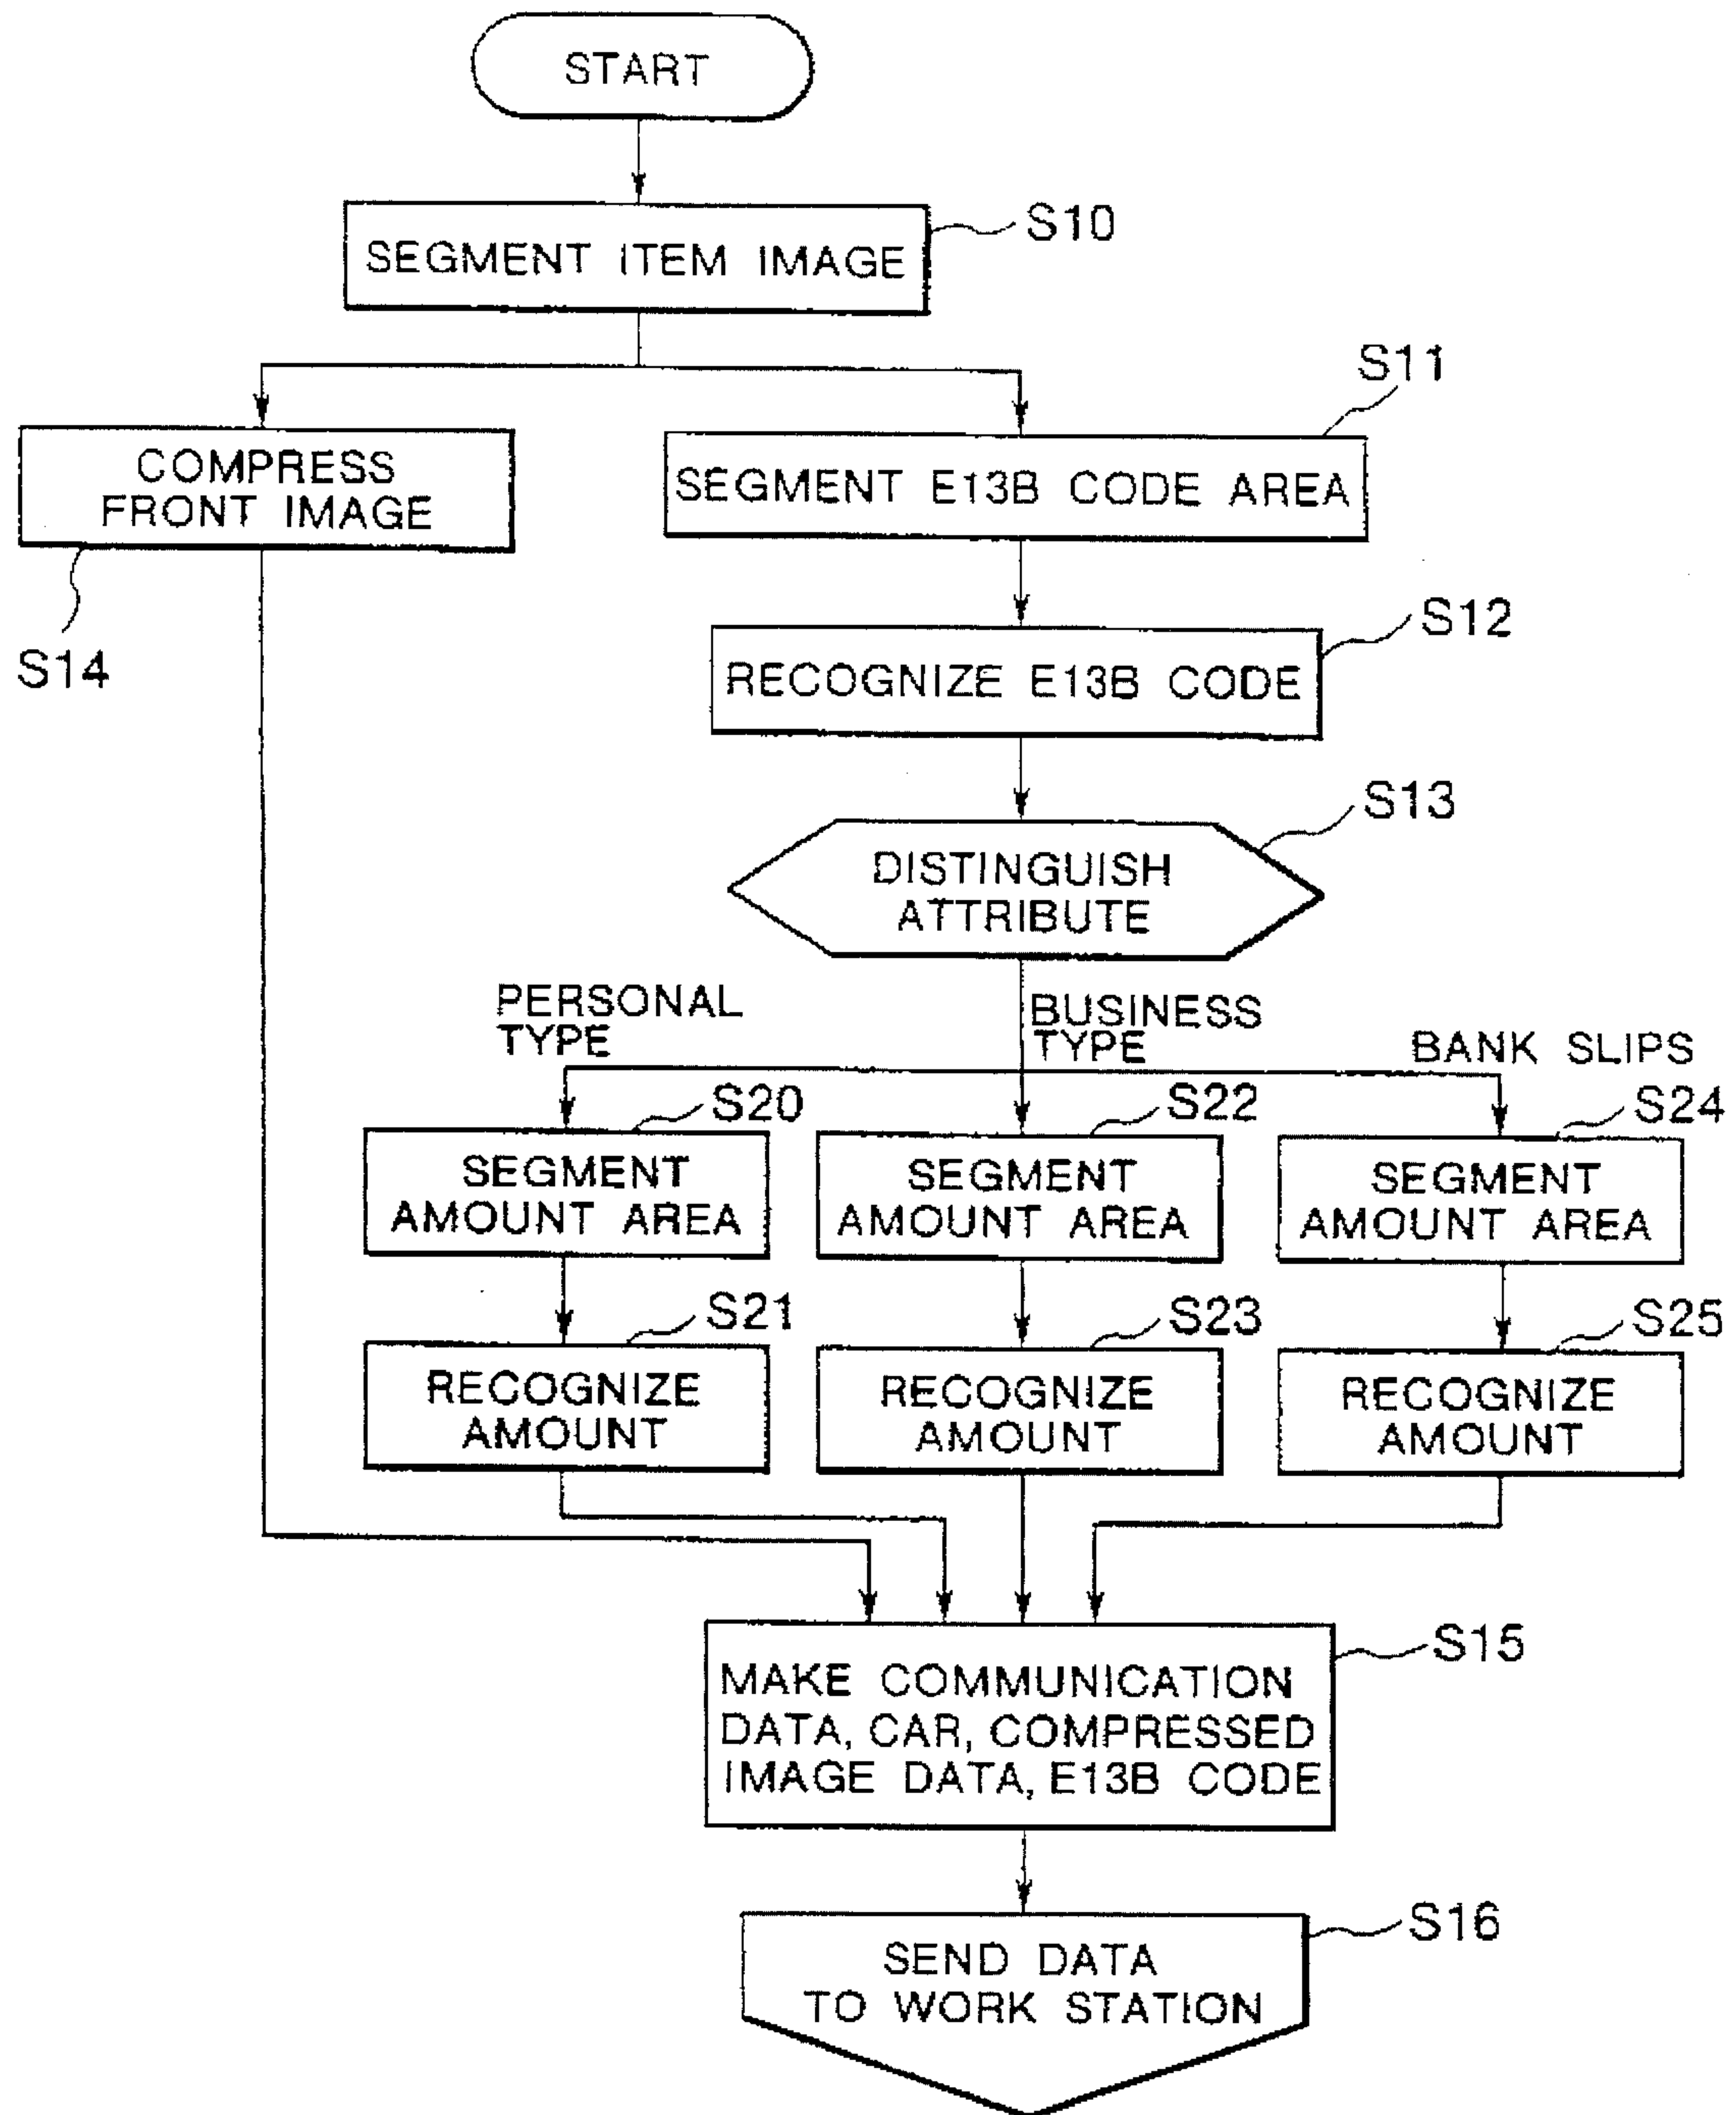 START
S10
SEGMENT ITEM IMAGE
S11
COMPRESS
FRONT IMAGE
S14
SEGMENT E13B CODE AREA
S12
RECOGNIZE E13B CODE
S13
DISTINGUISH
ATTRIBUTE
PERSONAL
TYPE
BUSINESS
TYPE
BANK SLIPS
S20
SEGMENT
AMOUNT AREA
S22
SEGMENT
AMOUNT AREA
S24
SEGMENT
AMOUNT AREA
S21
RECOGNIZE
AMOUNT
S23
RECOGNIZE
AMOUNT
S25
RECOGNIZE
AMOUNT
S15
MAKE COMMUNICATION
DATA, CAR, COMPRESSED
IMAGE DATA, E13B CODE
S16
SEND DATA
TO WORK STATION